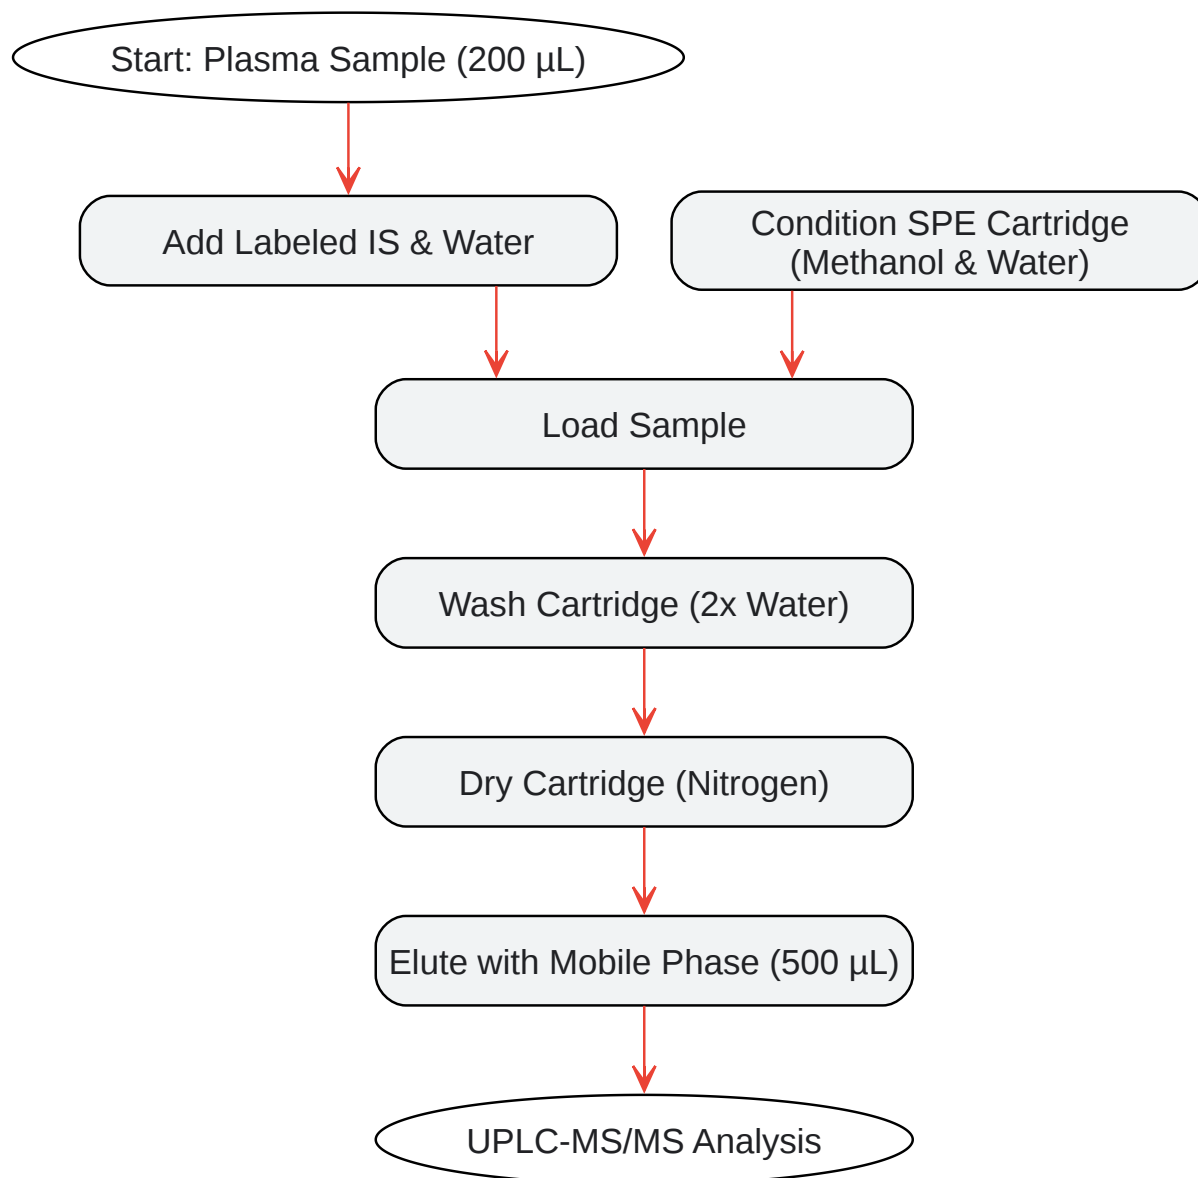 Start: Plasma Sample (200 µL)
Add Labeled IS & Water
Condition SPE Cartridge
(Methanol & Water)
Load Sample
Wash Cartridge (2x Water)
Dry Cartridge (Nitrogen)
Elute with Mobile Phase (500 µL)
UPLC-MS/MS Analysis